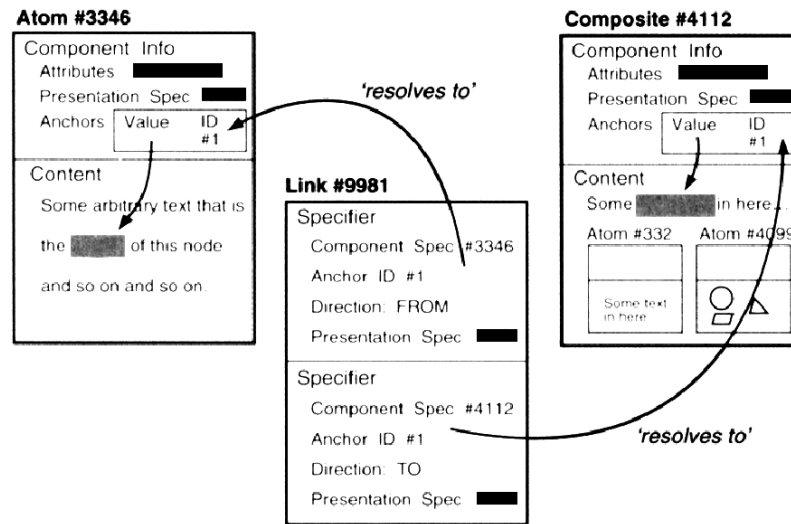 Atom #3346
Component Info
Attributes
Presentation Spec
Anchors
Value
ID
#1
Content
Some arbitrary text that is
the of this node
and so on and so on.
'resolves to'
Link #9981
Specifier
Component Spec #3346
Anchor ID #1
Direction: FROM
Presentation Spec
Specifier
Component Spec #4112
Anchor ID #1
Direction: TO
Presentation Spec
'resolves to'
Composite #4112
Component Info
Attributes
Presentation Spec
Anchors
Value
ID
#1
Content
Some in here...
Atom #332
Atom #4099
Some text
in here